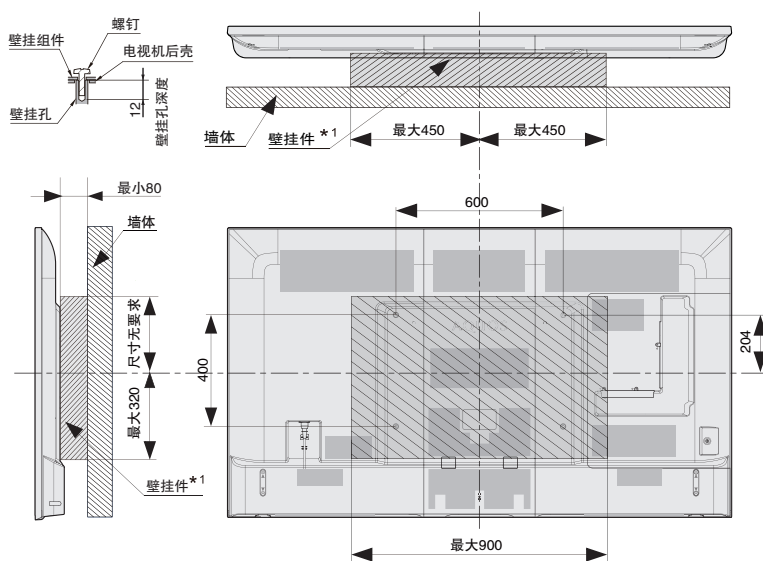 螺钉
壁挂组件
电视机后壳
壁挂孔
12
壁挂孔深度
墙体
壁挂件*1
最大450
最大450
最小80
墙体
尺寸无要求
最大320
壁挂件*1
600
400
204
最大900